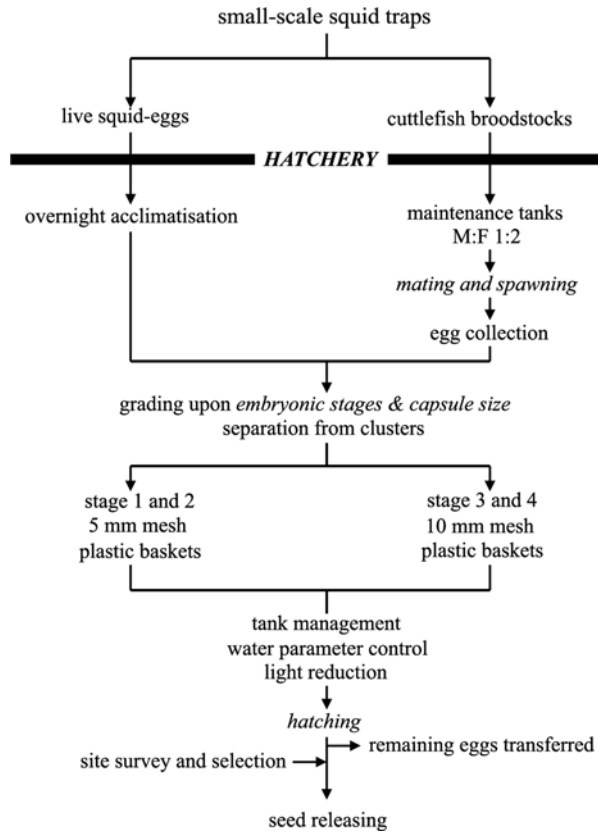 small-scale squid traps
live squid-eggs
cuttlefish broodstocks
HATCHERY
overnight acclimatisation
maintenance tanks
M:F 1:2
mating and spawning
egg collection
grading upon embryonic stages & capsule size
separation from clusters
stage 1 and 2
5 mm mesh
plastic baskets
stage 3 and 4
10 mm mesh
plastic baskets
tank management
water parameter control
light reduction
hatching
remaining eggs transferred
site survey and selection
seed releasing